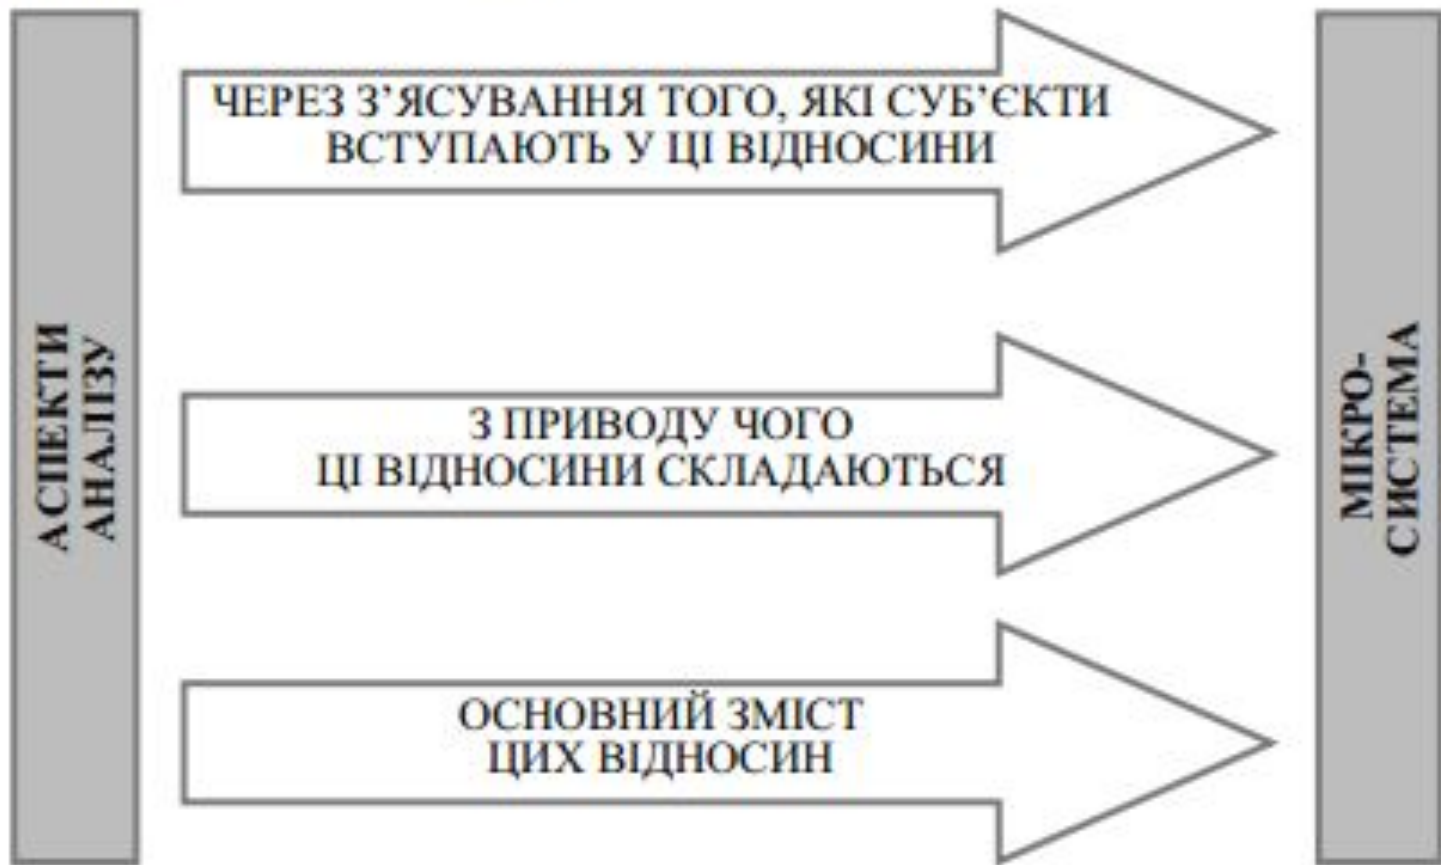 АСПЕКТИ
АНАЛІЗУ
ЧЕРЕЗ З’ЯСУВАННЯ ТОГО, ЯКІ СУБ’ЄКТИ
ВСТУПАЮТЬ У ЦІ ВІДНОСИНИ
З ПРИВОДУ ЧОГО
ЦІ ВІДНОСИНИ СКЛАДАЮТЬСЯ
ОСНОВНИЙ ЗМІСТ
ЦИХ ВІДНОСИН
МІКРО-
СИСТЕМА